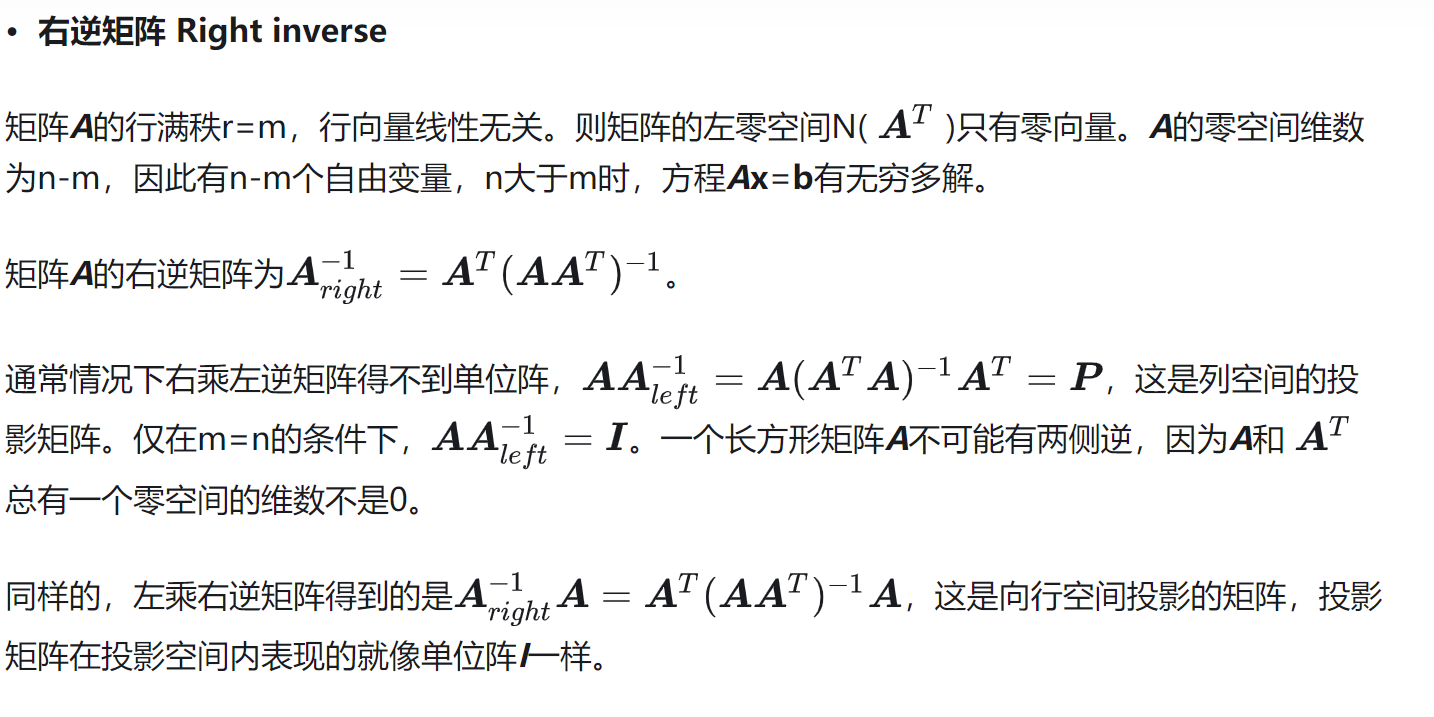 • 右逆矩阵 Right inverse
矩阵A的行满秩r=m，行向量线性无关。则矩阵的左零空间N( $A^T$ )只有零向量。A的零空间维数
为n-m，因此有n-m个自由变量，n大于m时，方程Ax=b有无穷多解。
矩阵A的右逆矩阵为$A_{right}^{-1} = A^T(AA^T)^{-1}$。
通常情况下右乘左逆矩阵得不到单位阵，$AA_{left}^{-1} = A(A^TA)^{-1}A^T = P$，这是列空间的投
影矩阵。仅在m=n的条件下，$AA_{left}^{-1} = I$。一个长方形矩阵A不可能有两侧逆，因为A和 $A^T$
总有一个零空间的维数不是0。
同样的，左乘右逆矩阵得到的是$A_{right}^{-1}A = A^T(AA^T)^{-1}A$，这是向行空间投影的矩阵，投影
矩阵在投影空间内表现的就像单位阵I一样。